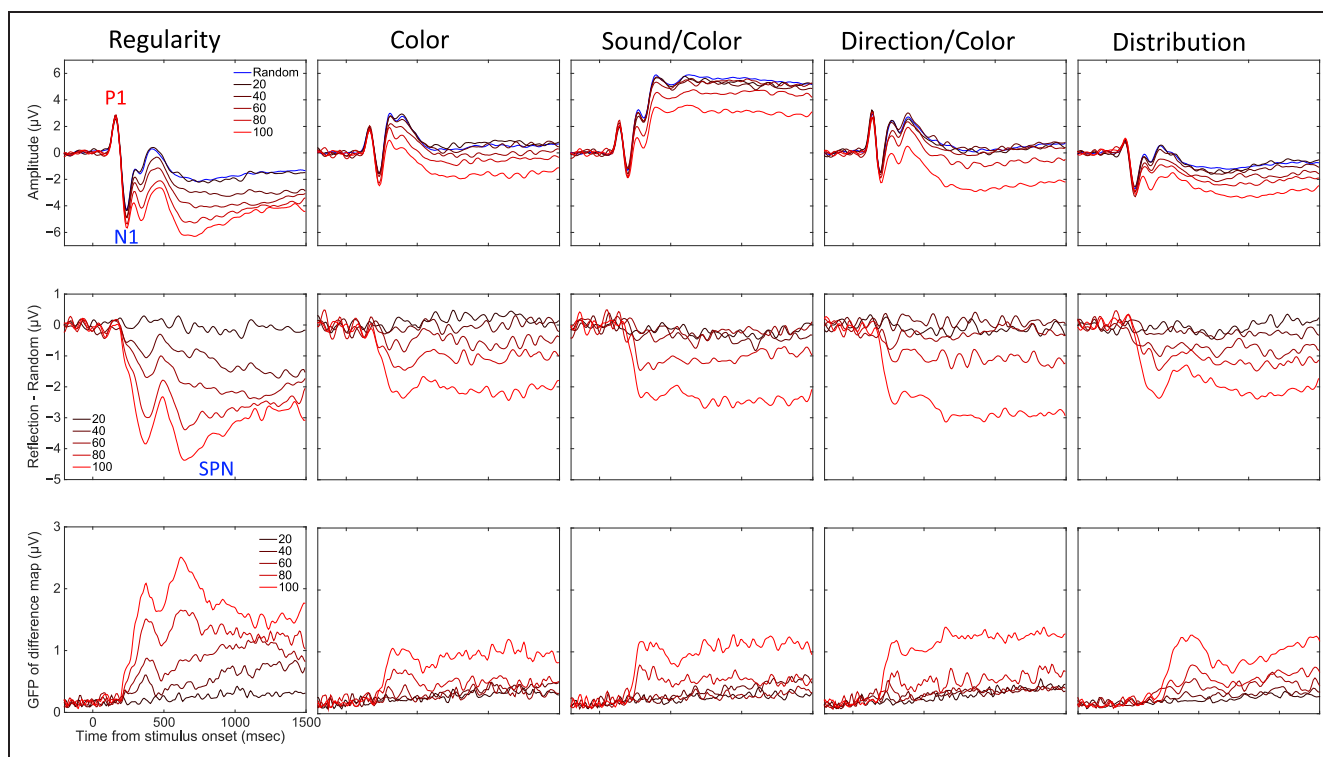 Regularity
Color
Sound/Color
Direction/Color
Distribution
Amplitude (µV)
6
4
2
0
−2
−4
−6
P1
N1
Random
20
40
60
80
100
Reflection - Random (µV)
1
0
−1
−2
−3
−4
−5
20
40
60
80
100
SPN
GFP of difference map (µV)
3
2
1
0
20
40
60
80
100
0 500 1000 1500
Time from stimulus onset (msec)